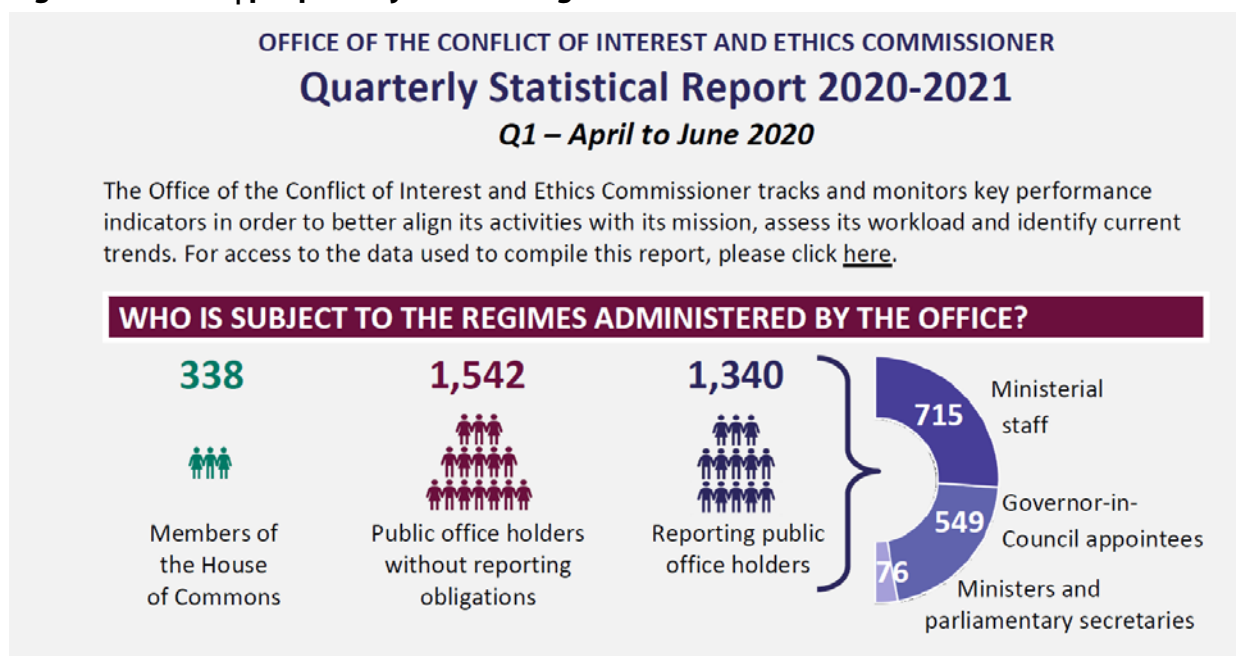 OFFICE OF THE CONFLICT OF INTEREST AND ETHICS COMMISSIONER
Quarterly Statistical Report 2020-2021
Q1 – April to June 2020
The Office of the Conflict of Interest and Ethics Commissioner tracks and monitors key performance
indicators in order to better align its activities with its mission, assess its workload and identify current
trends. For access to the data used to compile this report, please click here.
WHO IS SUBJECT TO THE REGIMES ADMINISTERED BY THE OFFICE?
338
Members of
the House
of Commons
1,542
Public office holders
without reporting
obligations
1,340
Reporting public
office holders
715
Ministerial
staff
549
Governor-in-
Council appointees
76
Ministers and
parliamentary secretaries